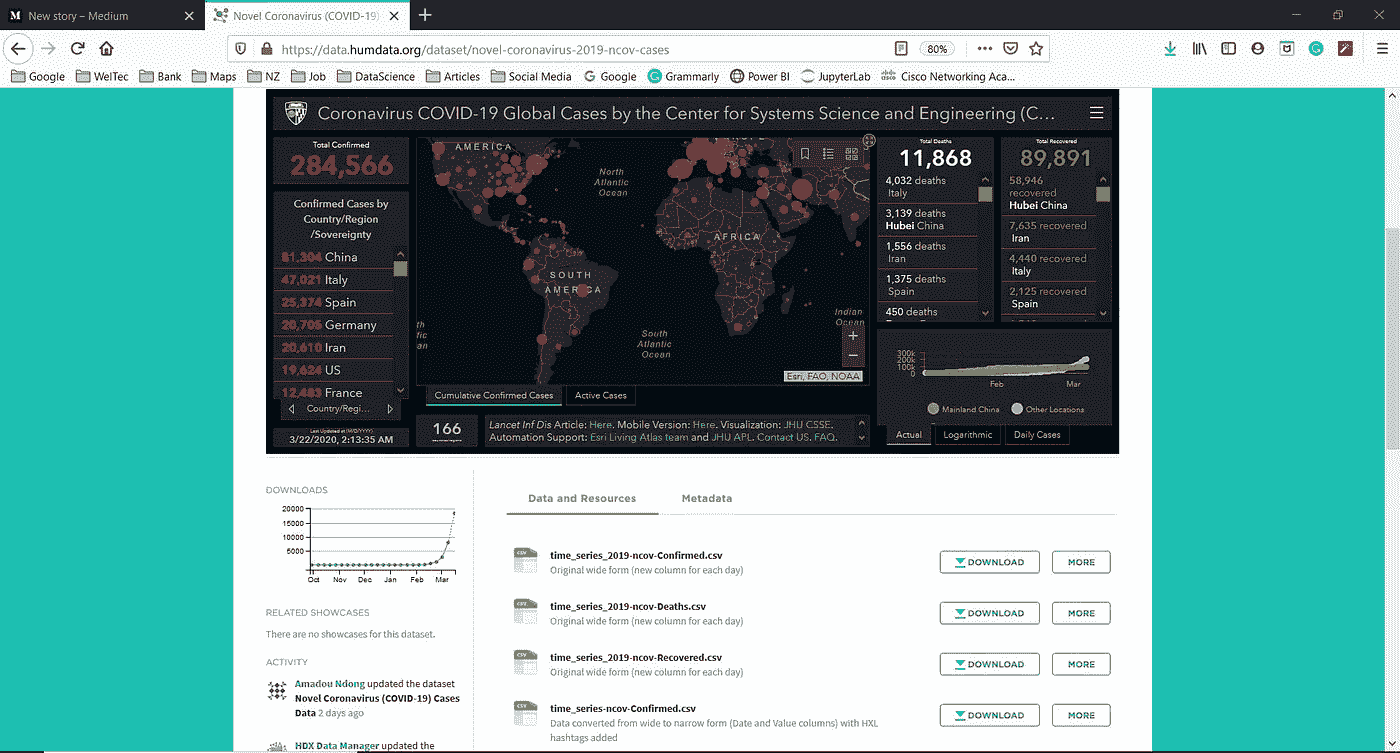 New story – Medium
Novel Coronavirus (COVID-19)
https://data.humdata.org/dataset/novel-coronavirus-2019-ncov-cases
80%
Google WelTec Bank Maps NZ Job DataScience Articles Social Media Google Grammarly Power BI JupyterLab Cisco Networking Aca...
Coronavirus COVID-19 Global Cases by the Center for Systems Science and Engineering (C...
Total Confirmed
284,566
Confirmed Cases by
Country/Region
/Sovereignty
81,304 China
47,021 Italy
25,374 Spain
20,705 Germany
20,610 Iran
19,624 US
12,483 France
Country/Regi...
Last Updated at (M/D/YYYY)
3/22/2020, 2:13:35 AM
AMERICA
North
Atlantic
Ocean
AFRICA
SOUTH
AMERICA
South
Atlantic
Ocean
Indian
Ocean
Esri, FAO, NOAA
Cumulative Confirmed Cases
Active Cases
166
Lancet Inf Dis Article: Here. Mobile Version: Here. Visualization: JHU CSSE.
Automation Support: Esri Living Atlas team and JHU APL. Contact US. FAQ.
Total Deaths
11,868
4,032 deaths
Italy
3,139 deaths
Hubei China
1,556 deaths
Iran
1,375 deaths
Spain
450 deaths
Total Recovered
89,891
58,946
recovered
Hubei China
7,635 recovered
Iran
4,440 recovered
Italy
2,125 recovered
Spain
300k
200k
100k
0
Feb
Mar
Mainland China
Other Locations
Actual
Logarithmic
Daily Cases
DOWNLOADS
20000
15000
10000
5000
Oct Nov Dec Jan Feb Mar
RELATED SHOWCASES
There are no showcases for this dataset.
ACTIVITY
Amadou Ndong updated the dataset
Novel Coronavirus (COVID-19) Cases
Data 2 days ago
HDX Data Manager updated the
Data and Resources
Metadata
CSV
time_series_2019-ncov-Confirmed.csv
Original wide form (new column for each day)
DOWNLOAD
MORE
CSV
time_series_2019-ncov-Deaths.csv
Original wide form (new column for each day)
DOWNLOAD
MORE
CSV
time_series_2019-ncov-Recovered.csv
Original wide form (new column for each day)
DOWNLOAD
MORE
CSV
time_series-ncov-Confirmed.csv
Data converted from wide to narrow form (Date and Value columns) with HXL
hashtags added
DOWNLOAD
MORE